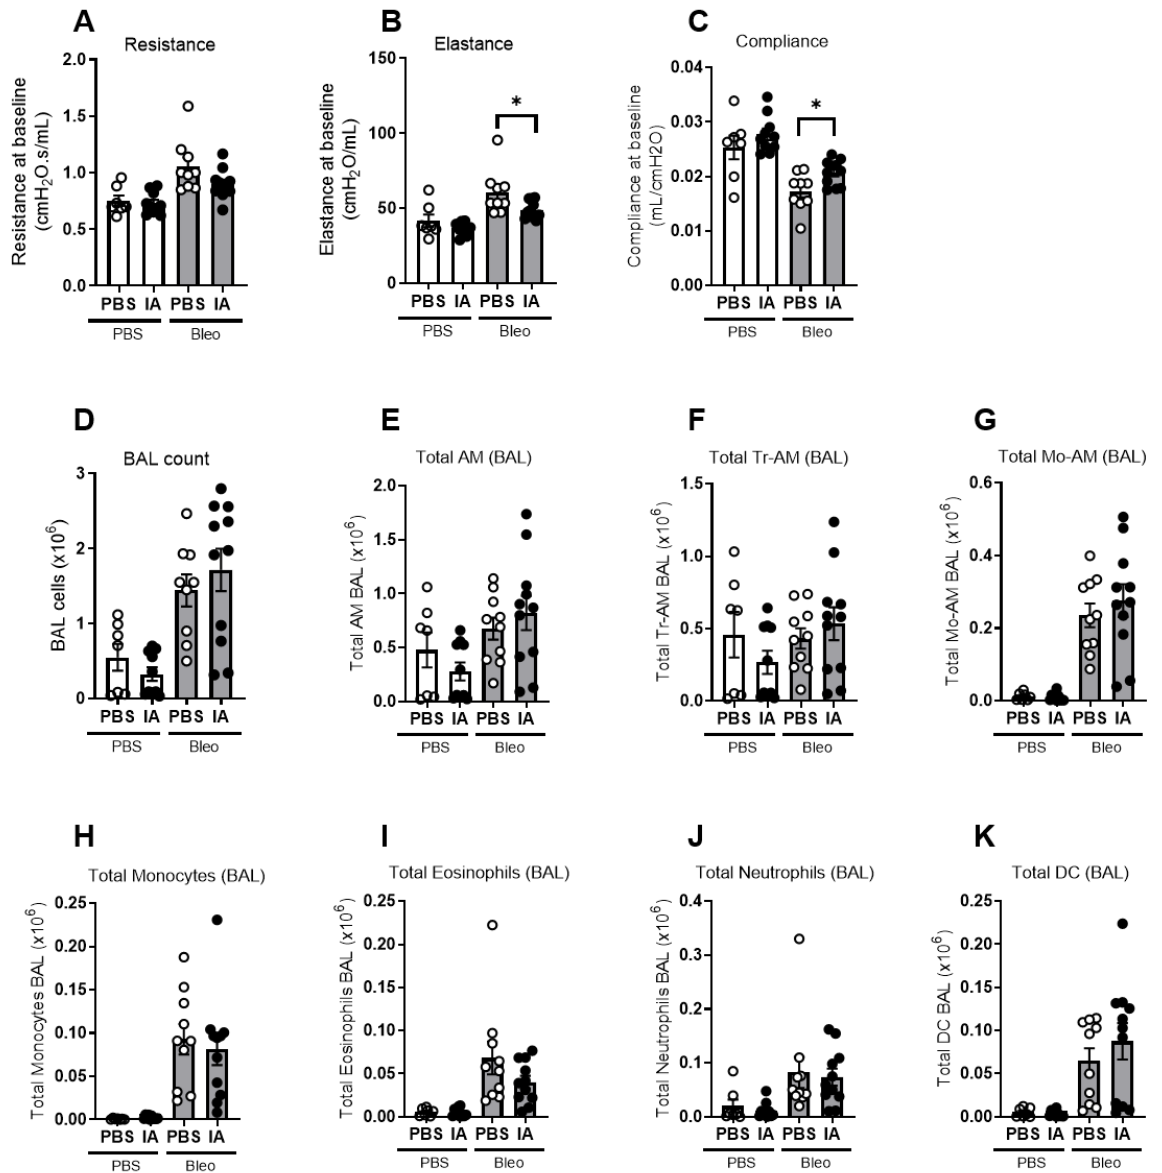 A
Resistance
Resistance at baseline
(cmH2O.s/mL)
2.0
1.5
1.0
0.5
0.0
PBS IA PBS IA
PBS Bleo
B
Elastance
Elastance at baseline
(cmH2O/mL)
150
100
50
0
*
PBS IA PBS IA
PBS Bleo
C
Compliance
Compliance at baseline
(mL/cmH2O)
0.04
0.03
0.02
0.01
0.00
*
PBS IA PBS IA
PBS Bleo
D
BAL count
BAL cells (x10^6)
3
2
1
0
PBS IA PBS IA
PBS Bleo
E
Total AM (BAL)
Total AM BAL (x10^6)
2.0
1.5
1.0
0.5
0.0
PBS IA PBS IA
PBS Bleo
F
Total Tr-AM (BAL)
Total Tr-AM BAL (x10^6)
1.5
1.0
0.5
0.0
PBS IA PBS IA
PBS Bleo
G
Total Mo-AM (BAL)
Total Mo-AM BAL (x10^6)
0.6
0.4
0.2
0.0
PBS IA PBS IA
PBS Bleo
H
Total Monocytes (BAL)
Total Monocytes BAL (x10^6)
0.25
0.20
0.15
0.10
0.05
0.00
PBS IA PBS IA
PBS Bleo
I
Total Eosinophils (BAL)
Total Eosinophils BAL (x10^6)
0.25
0.20
0.15
0.10
0.05
0.00
PBS IA PBS IA
PBS Bleo
J
Total Neutrophils (BAL)
Total Neutrophils BAL (x10^6)
0.4
0.3
0.2
0.1
0.0
PBS IA PBS IA
PBS Bleo
K
Total DC (BAL)
Total DC BAL (x10^6)
0.25
0.20
0.15
0.10
0.05
0.00
PBS IA PBS IA
PBS Bleo